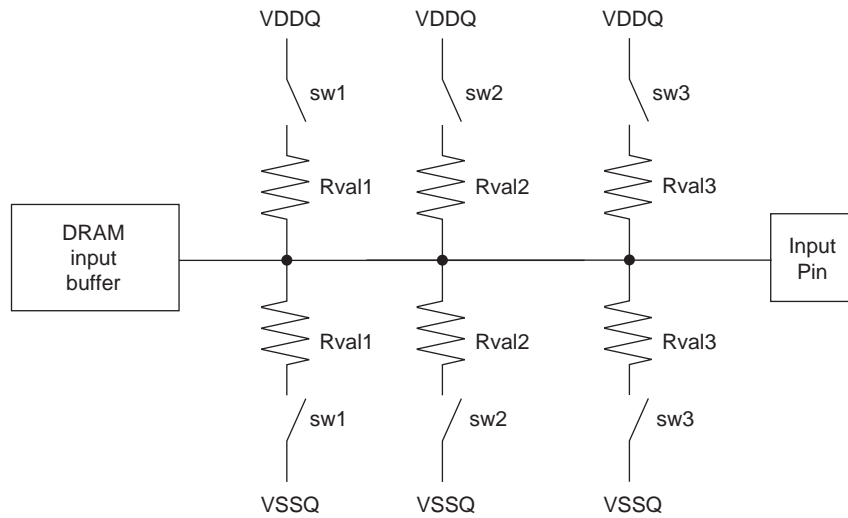 VDDQ VDDQ VDDQ
sw1 sw2 sw3
Rval1 Rval2 Rval3
DRAM
input
buffer
Input
Pin
Rval1 Rval2 Rval3
sw1 sw2 sw3
VSSQ VSSQ VSSQ